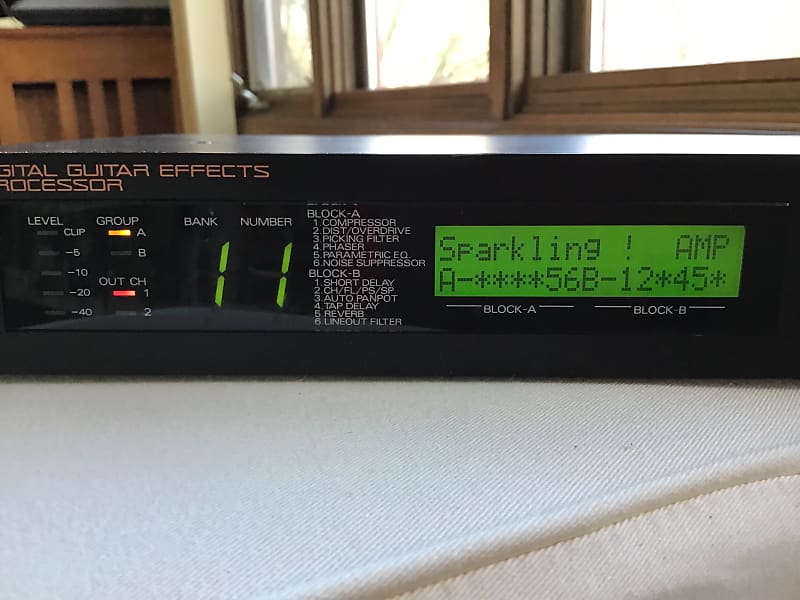 GITAL GUITAR EFFECTS
ROCESSOR
LEVEL
CLIP
-5
-10
-20
-40
GROUP
A
B
OUT CH
1
2
BANK NUMBER
1 1
BLOCK-A
1.COMPRESSOR
2.DIST/OVERDRIVE
3.PICKING FILTER
4.PHASER
5.PARAMETRIC EQ.
6.NOISE SUPPRESSOR
BLOCK-B
1.SHORT DELAY
2.CH/FL/PS/SP
3.AUTO PANPOT
4.TAP DELAY
5.REVERB
6.LINEOUT FILTER
Sparkling ! AMP
A-****56B-12*45*
BLOCK-A BLOCK-B